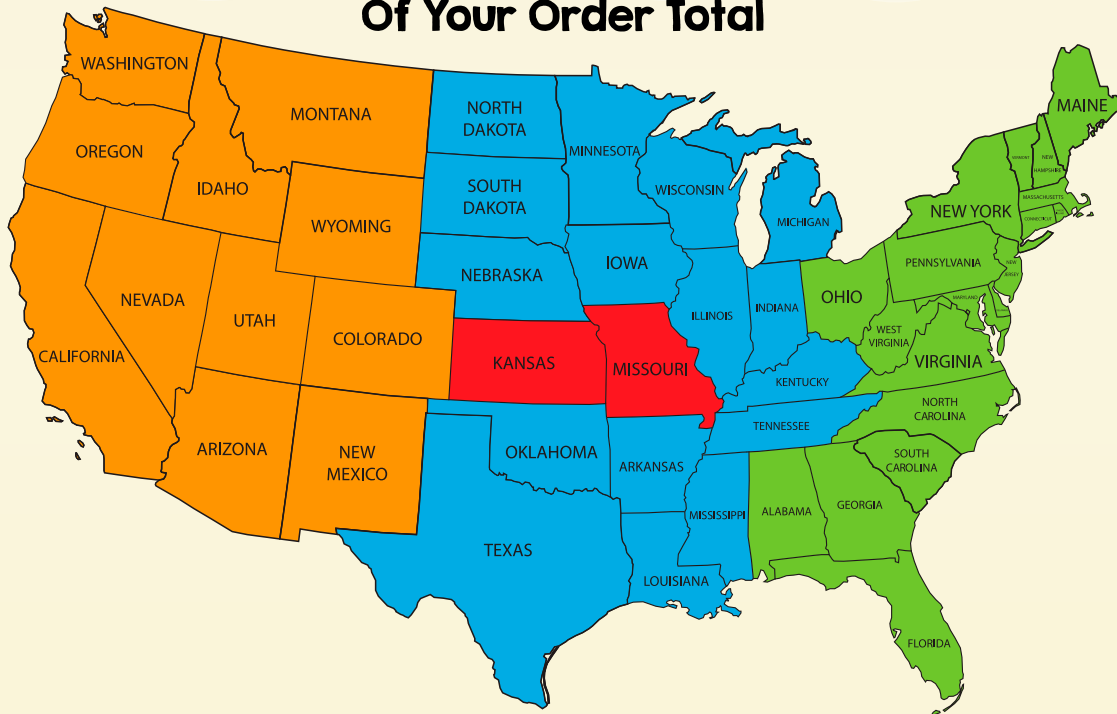 Of Your Order Total
WASHINGTON
MONTANA
NORTH
DAKOTA
MINNESOTA
MAINE
OREGON
IDAHO
SOUTH
DAKOTA
WISCONSIN
VERMONT
NEW
HAMPSHIRE
WYOMING
MICHIGAN
NEW YORK
MASSACHUSETTS
CONNECTICUT
NEBRASKA
IOWA
PENNSYLVANIA
NEW
JERSEY
NEVADA
UTAH
COLORADO
ILLINOIS
INDIANA
OHIO
MARYLAND
WEST
VIRGINIA
CALIFORNIA
KANSAS
MISSOURI
KENTUCKY
VIRGINIA
ARIZONA
NEW
MEXICO
OKLAHOMA
ARKANSAS
TENNESSEE
NORTH
CAROLINA
SOUTH
CAROLINA
TEXAS
LOUISIANA
MISSISSIPPI
ALABAMA
GEORGIA
FLORIDA